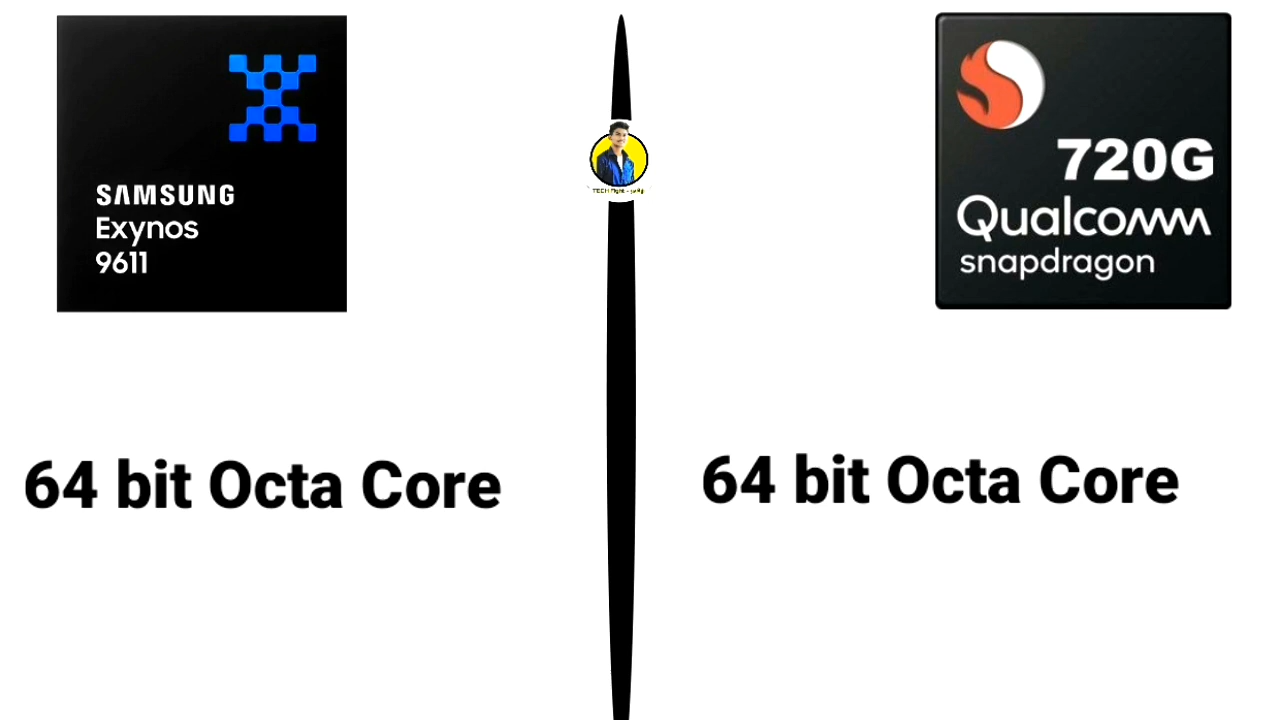 SAMSUNG
Exynos
9611
720G
Qualcomm
snapdragon
64 bit Octa Core
64 bit Octa Core